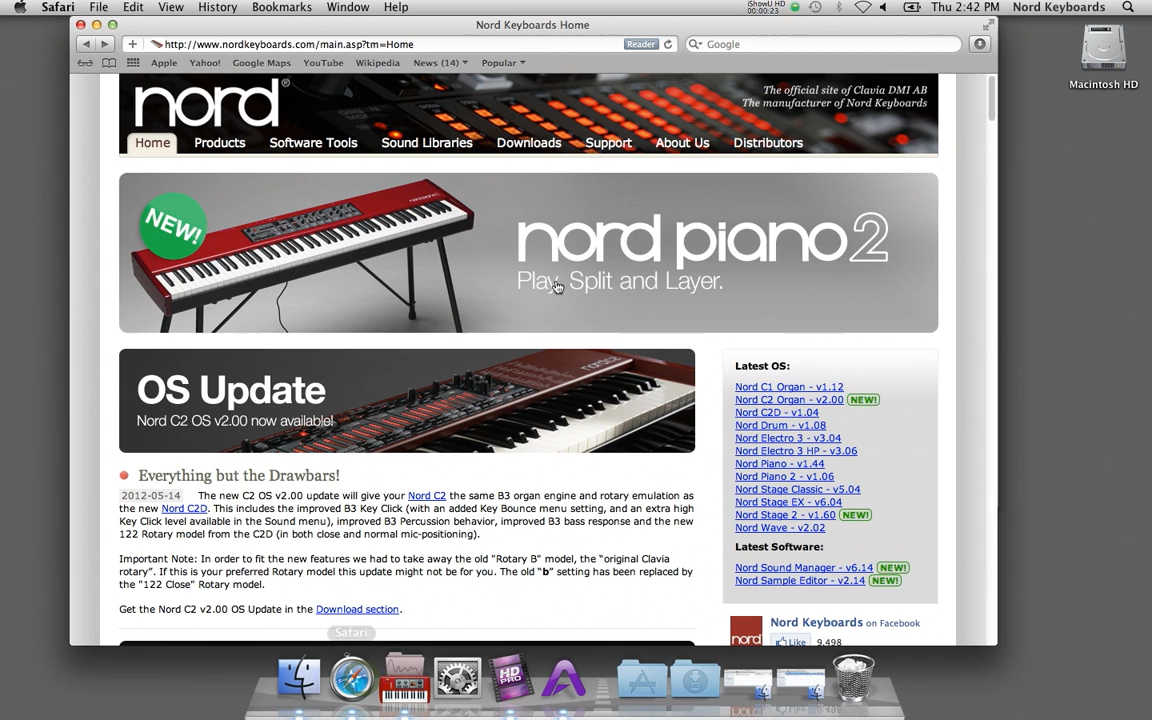 Safari File Edit View History Bookmarks Window Help iShowU HD 00:00:23 Thu 2:42 PM Nord Keyboards
Nord Keyboards Home
http://www.nordkeyboards.com/main.asp?tm=Home Reader Google
Apple Yahoo! Google Maps YouTube Wikipedia News (14) Popular
Macintosh HD
nord®
The official site of Clavia DMI AB
The manufacturer of Nord Keyboards
Home Products Software Tools Sound Libraries Downloads Support About Us Distributors
NEW!
nord piano 2
Play, Split and Layer.
OS Update
Nord C2 OS v2.00 now available!
Everything but the Drawbars!
2012-05-14 The new C2 OS v2.00 update will give your Nord C2 the same B3 organ engine and rotary emulation as
the new Nord C2D. This includes the improved B3 Key Click (with an added Key Bounce menu setting, and an extra high
Key Click level available in the Sound menu), improved B3 Percussion behavior, improved B3 bass response and the new
122 Rotary model from the C2D (in both close and normal mic-positioning).
Important Note: In order to fit the new features we had to take away the old "Rotary B" model, the "original Clavia
rotary". If this is your preferred Rotary model this update might not be for you. The old "b" setting has been replaced by
the "122 Close" Rotary model.
Get the Nord C2 v2.00 OS Update in the Download section.
Latest OS:
Nord C1 Organ - v1.12
Nord C2 Organ - v2.00 NEW!
Nord C2D - v1.04
Nord Drum - v1.08
Nord Electro 3 - v3.04
Nord Electro 3 HP - v3.06
Nord Piano - v1.44
Nord Piano 2 - v1.06
Nord Stage Classic - v5.04
Nord Stage EX - v6.04
Nord Stage 2 - v1.60 NEW!
Nord Wave - v2.02
Latest Software:
Nord Sound Manager - v6.14 NEW!
Nord Sample Editor - v2.14 NEW!
nord
Nord Keyboards on Facebook
Like 9,498
Safari
HD
PRO